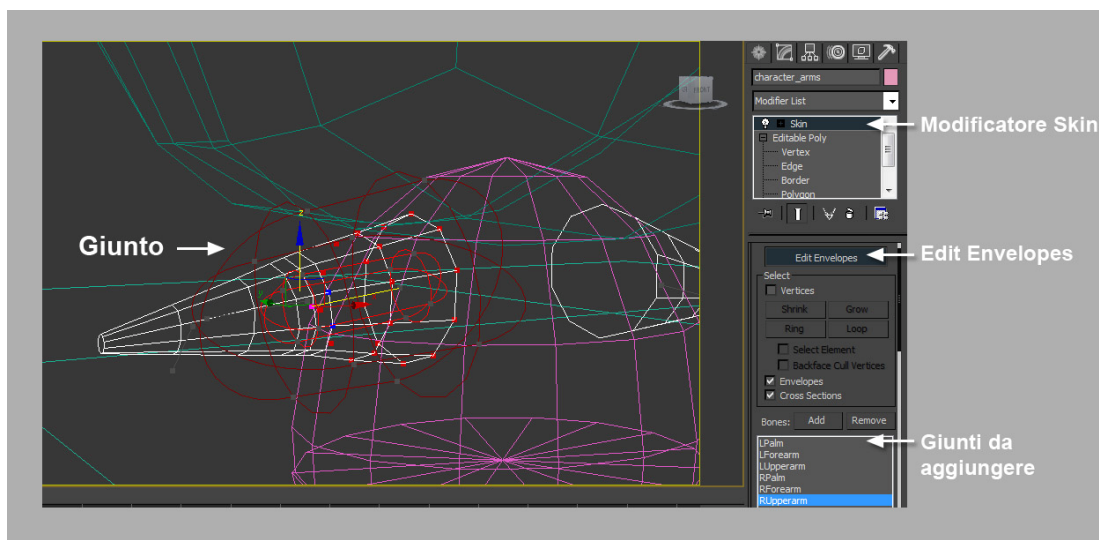 character_arms
Modifier List
Skin
Modificatore Skin
Editable Poly
Vertex
Edge
Border
Polygon
Giunto
Edit Envelopes
Edit Envelopes
Select
Vertices
Shrink
Grow
Ring
Loop
Select Element
Backface Cull Vertices
Envelopes
Cross Sections
Bones:
Add
Remove
LPalm
LForearm
LUpperarm
RPalm
RForearm
RUpperarm
Giunti da
aggiungere
FRONT
z